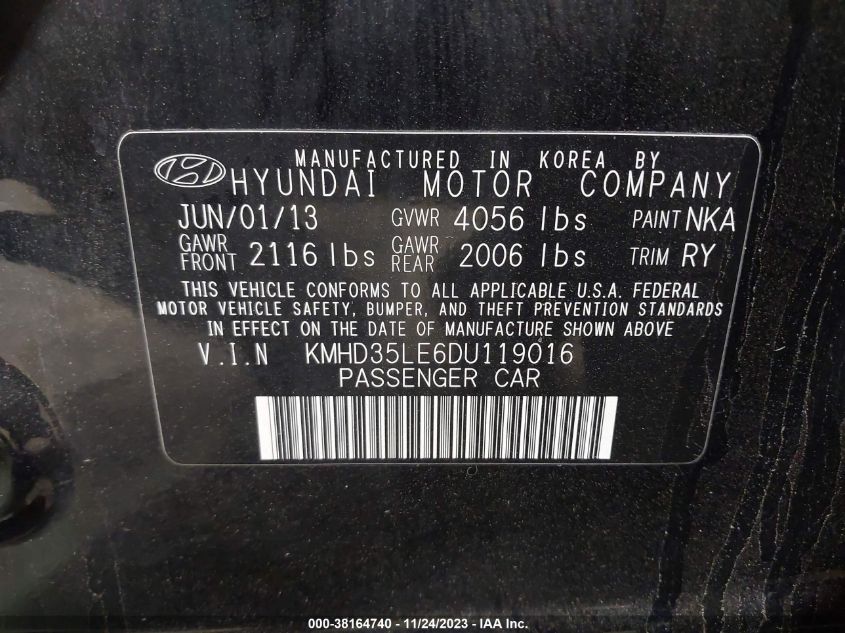 MANUFACTURED IN KOREA BY
HYUNDAI MOTOR COMPANY
JUN/01/13 GVWR 4056 lbs PAINT NKA
GAWR FRONT 2116 lbs GAWR REAR 2006 lbs TRIM RY
THIS VEHICLE CONFORMS TO ALL APPLICABLE U.S.A. FEDERAL
MOTOR VEHICLE SAFETY, BUMPER, AND THEFT PREVENTION STANDARDS
IN EFFECT ON THE DATE OF MANUFACTURE SHOWN ABOVE
V.I.N KMHD35LE6DU119016
PASSENGER CAR
000-38164740 - 11/24/2023 - IAA Inc.